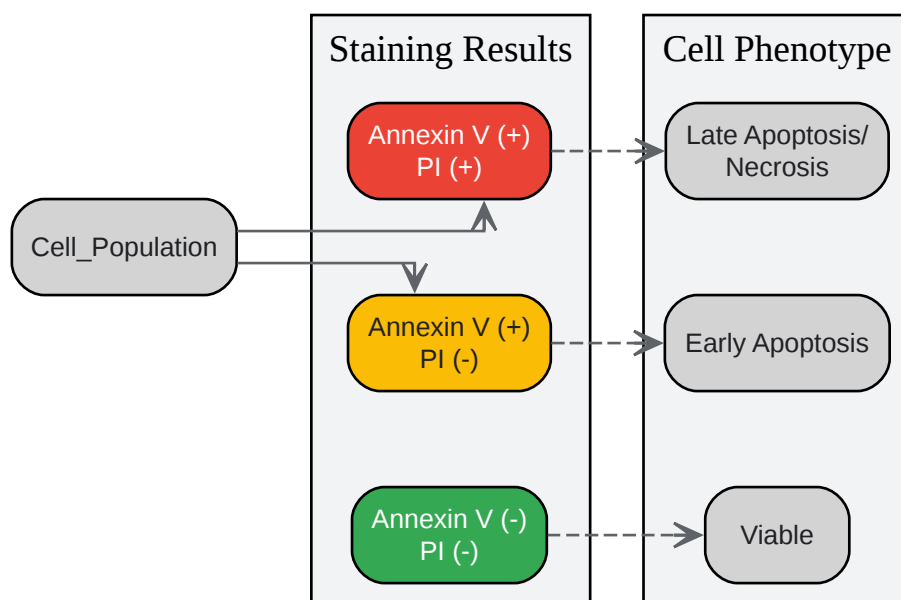 Staining Results
Cell Phenotype
Annexin V (+)
PI (+)
Late Apoptosis/
Necrosis
Cell_Population
Annexin V (+)
PI (-)
Early Apoptosis
Annexin V (-)
PI (-)
Viable